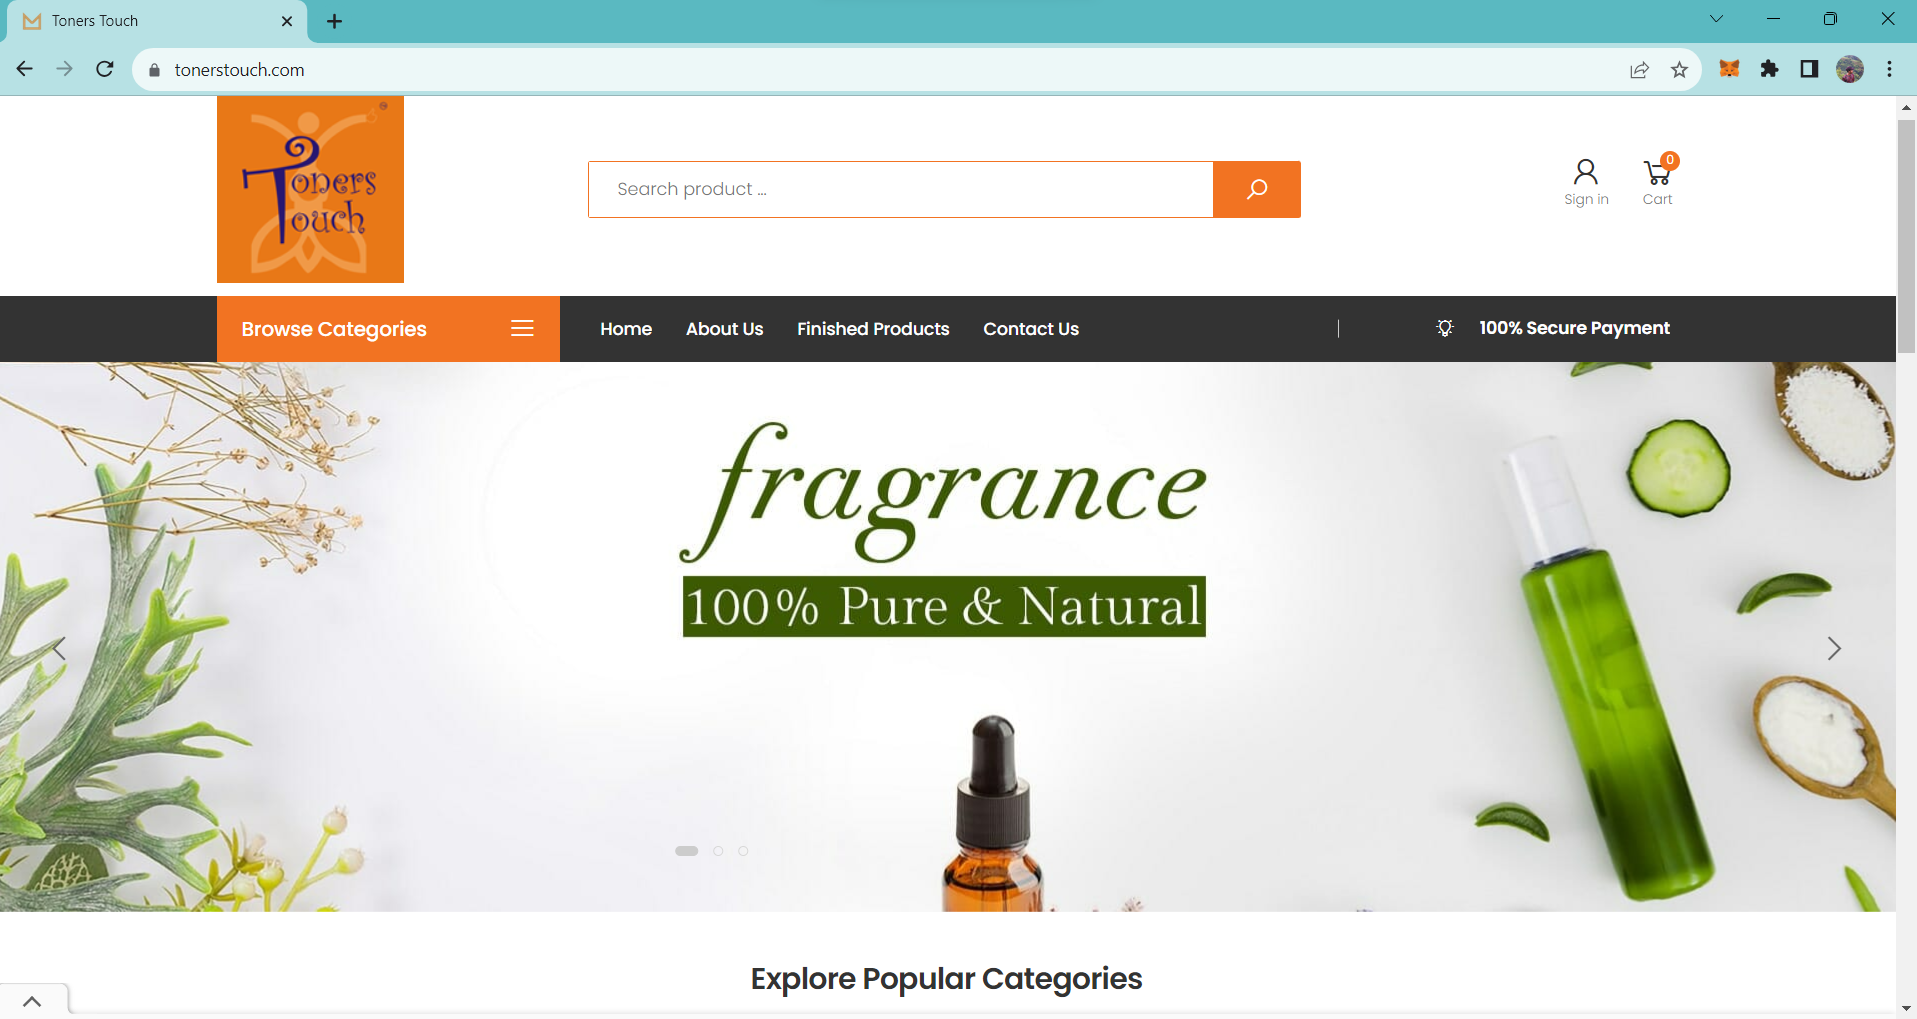 Toners Touch
tonerstouch.com
Toners
Touch
Search product ...
Sign in
0
Cart
Browse Categories
Home
About Us
Finished Products
Contact Us
100% Secure Payment
fragrance
100% Pure & Natural
Explore Popular Categories